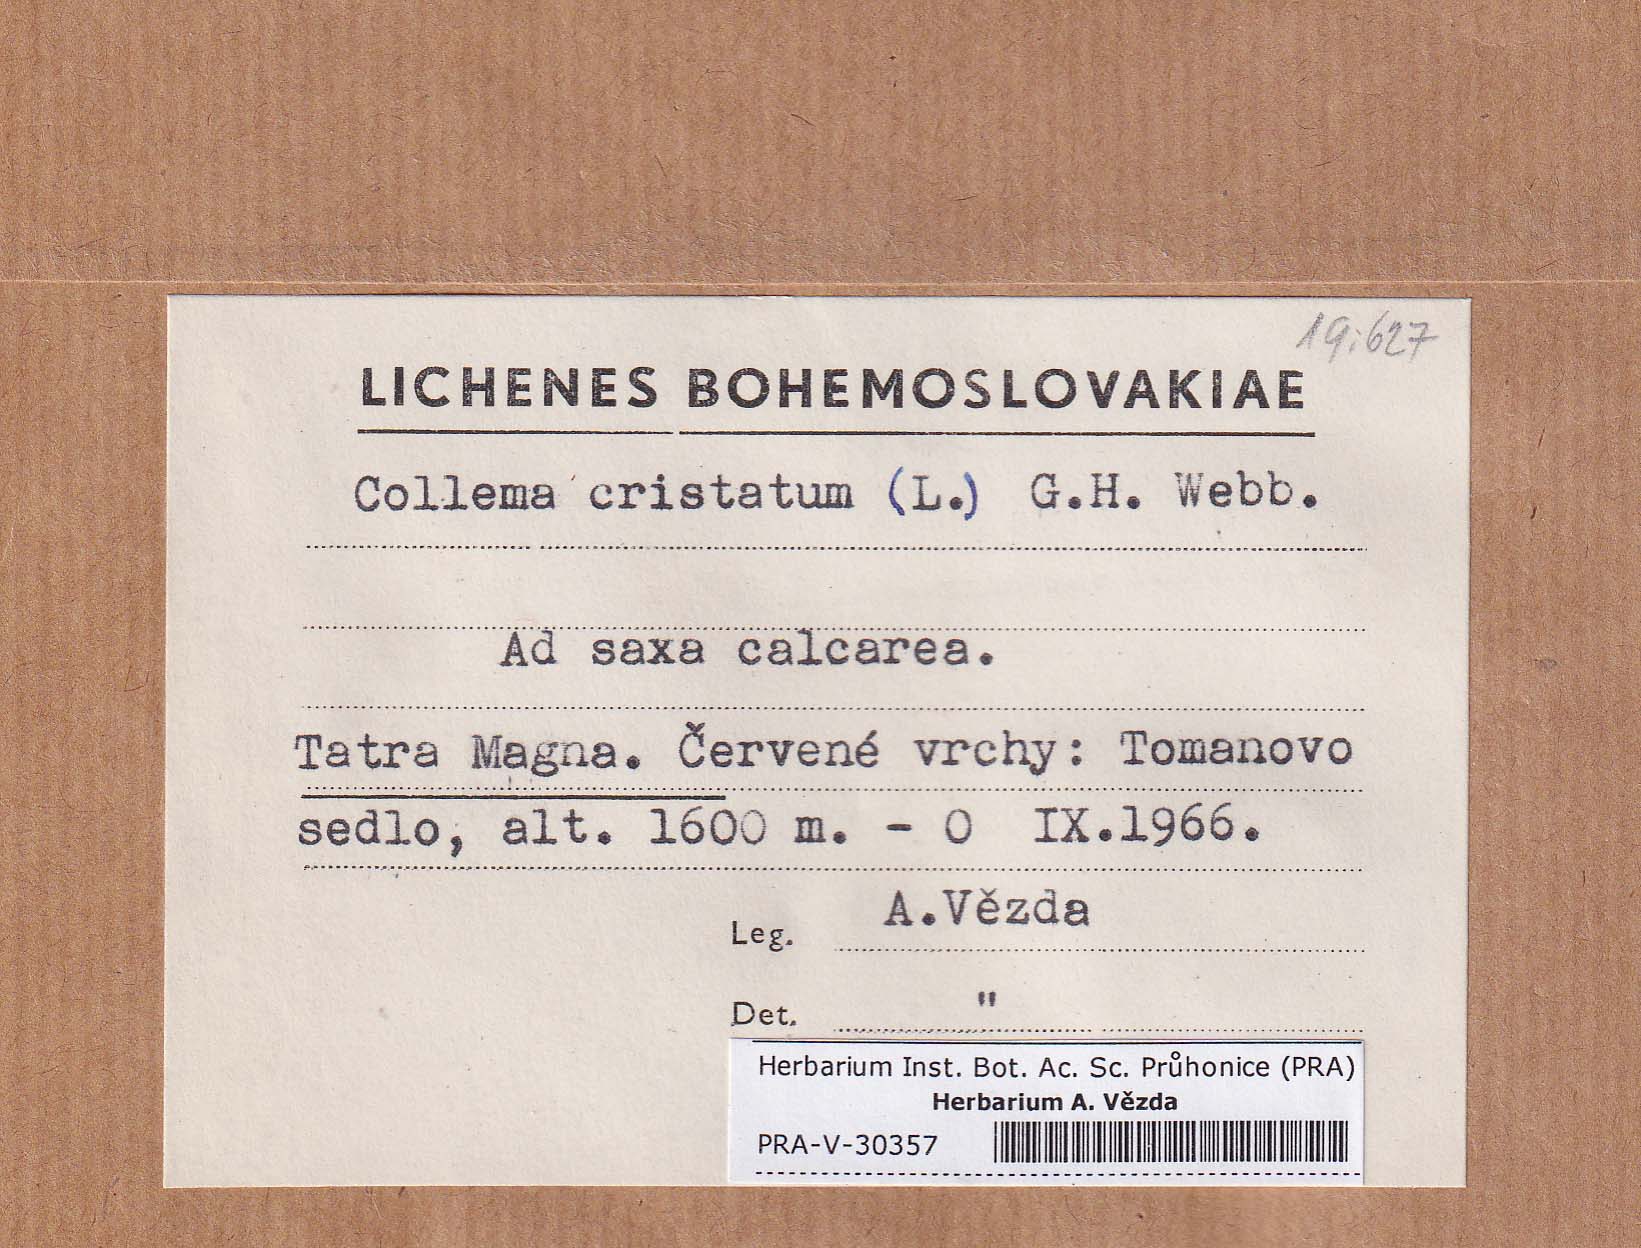 19:627
LICHENES BOHEMOSLOVAKIAE
Collema cristatum (L.) G.H. Webb.
Ad saxa calcarea.
Tatra Magna. Červené vrchy: Tomanovo
sedlo, alt. 1600 m. - O IX.1966.
Leg. A.Vězda
Det. "
Herbarium Inst. Bot. Ac. Sc. Průhonice (PRA)
Herbarium A. Vězda
PRA-V-30357